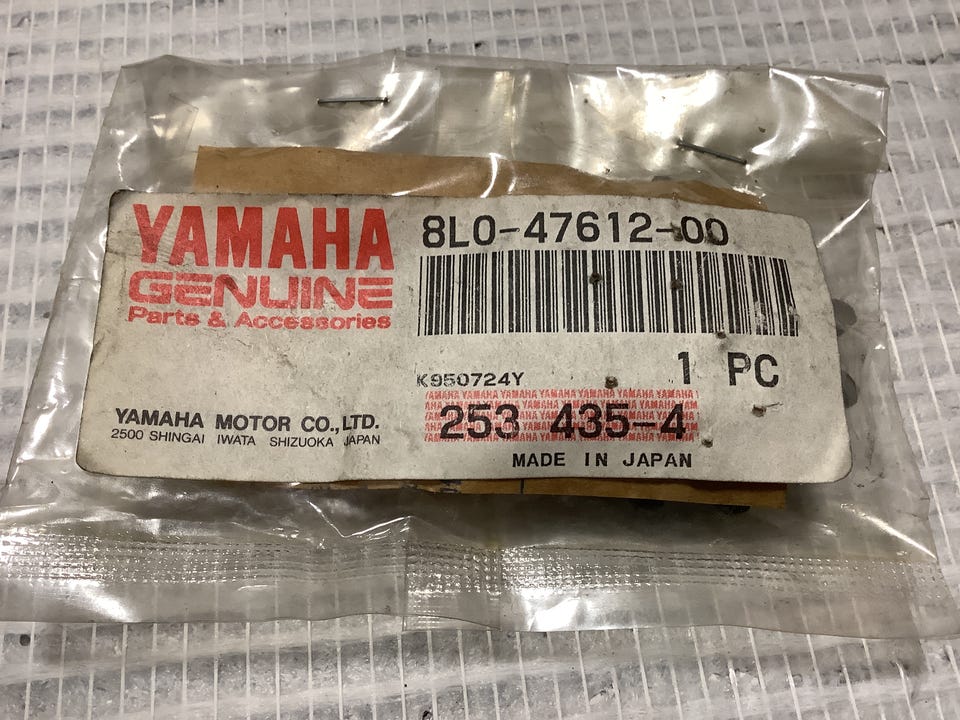 YAMAHA
GENUINE
Parts & Accessories
YAMAHA MOTOR CO., LTD.
2500 SHINGAI IWATA SHIZUOKA JAPAN
8L0-47612-00
K950724Y
1 PC
253 435-4
MADE IN JAPAN